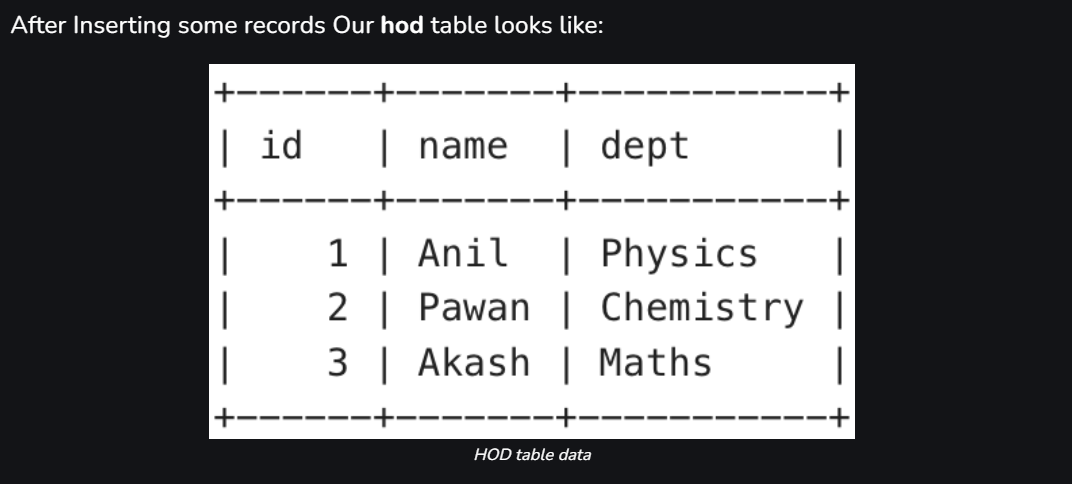 After Inserting some records Our hod table looks like:
+------+-------+-----------+
| id   | name  | dept      |
+------+-------+-----------+
|    1 | Anil  | Physics   |
|    2 | Pawan | Chemistry |
|    3 | Akash | Maths     |
+------+-------+-----------+
HOD table data